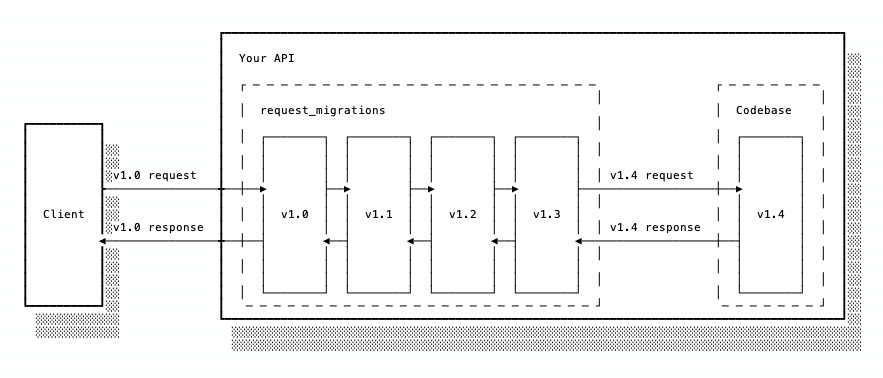 Your API
request_migrations
Codebase
v1.0 request
v1.4 request
Client
v1.0
v1.1
v1.2
v1.3
v1.4
v1.0 response
v1.4 response